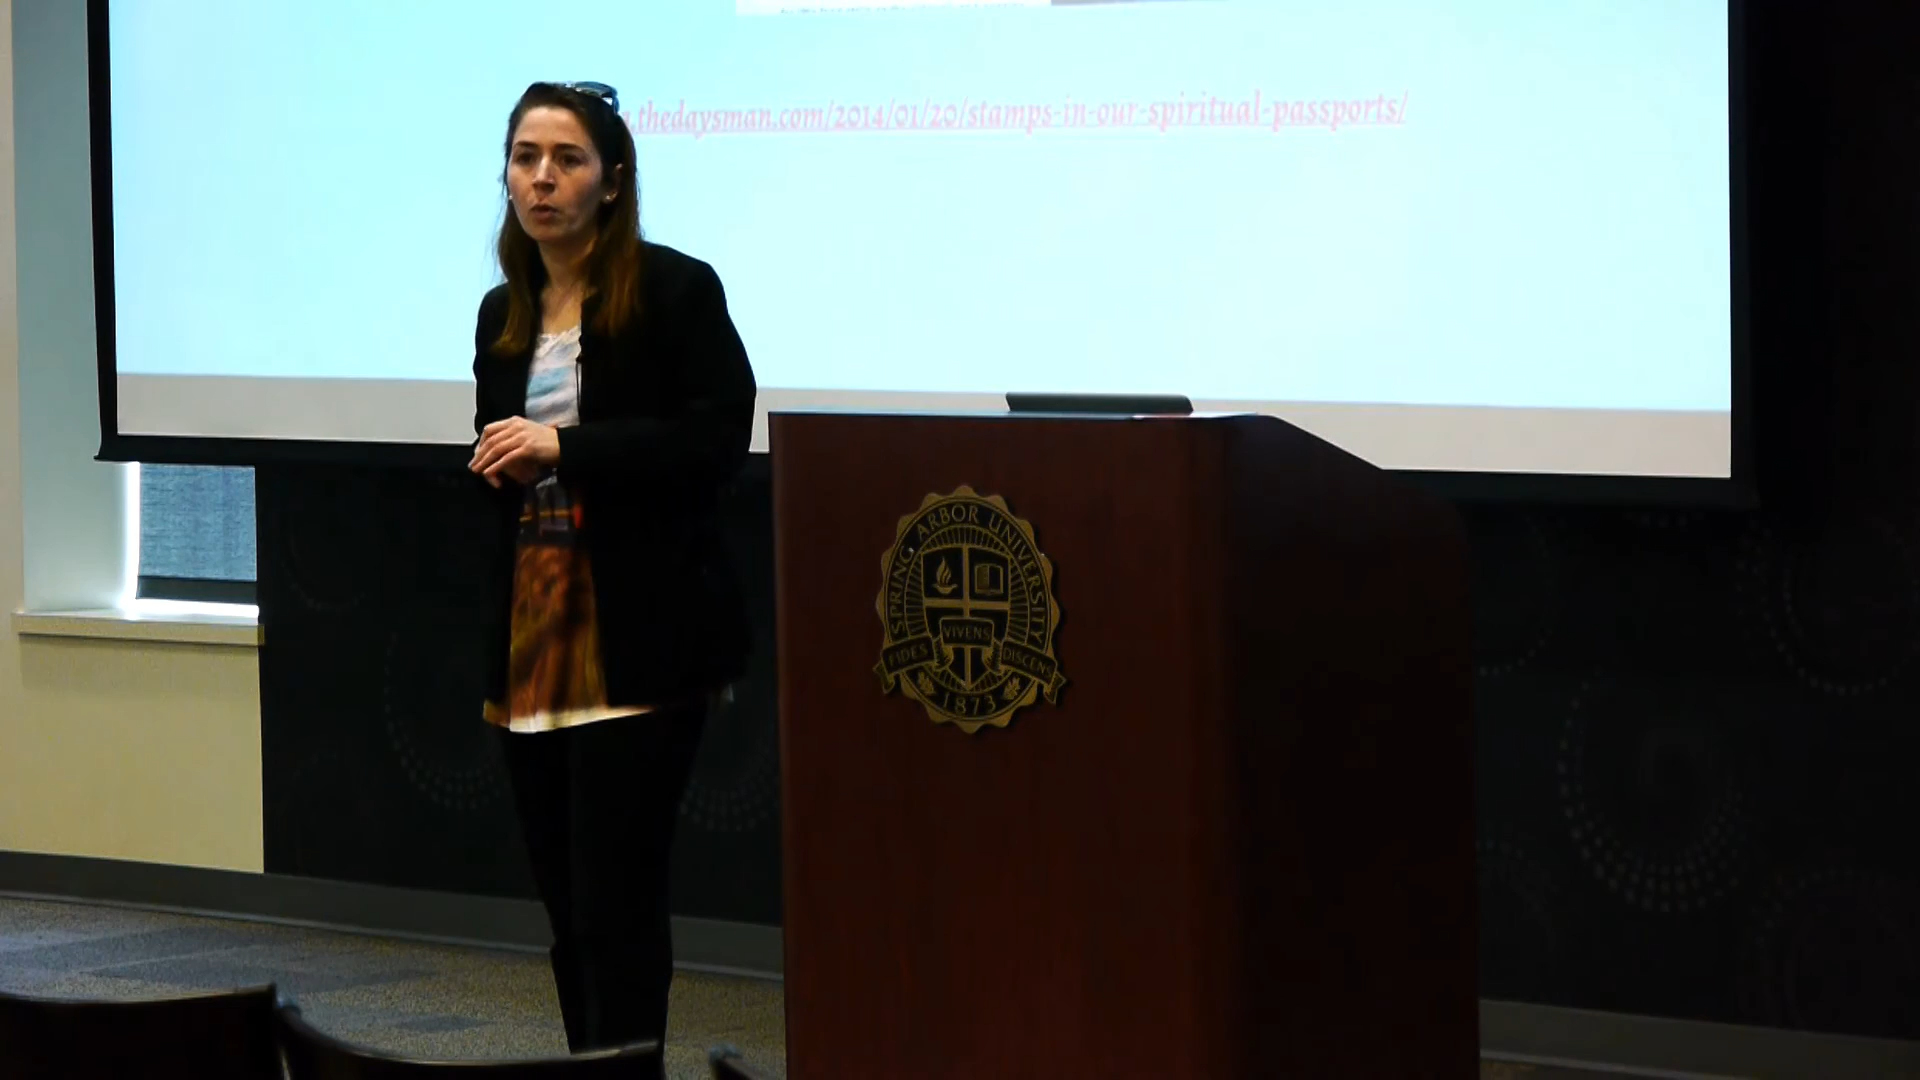 .thedaysman.com/2014/01/20/stamps-in-our-spiritual-passports/
SPRING ARBOR UNIVERSITY
VIVENS
FIDES DISCENS
1873